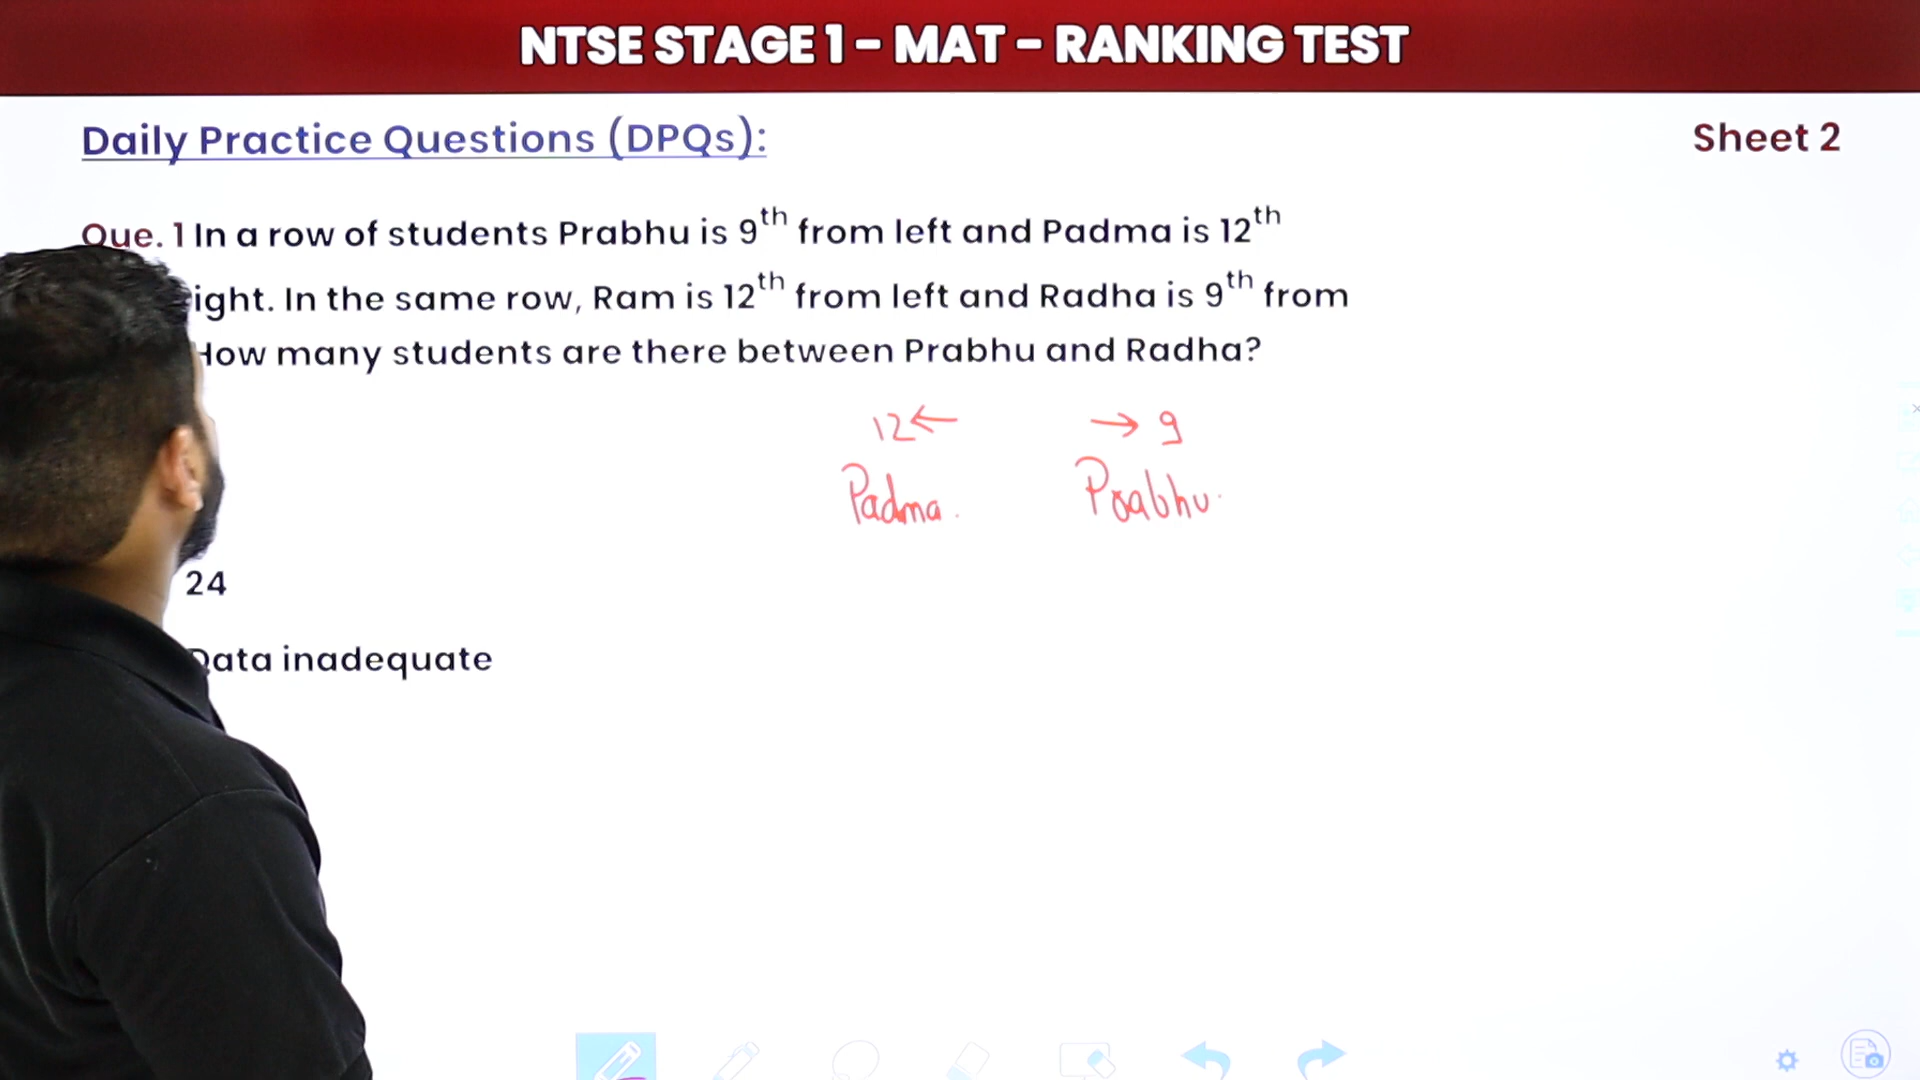 NTSE STAGE 1 – MAT – RANKING TEST
Daily Practice Questions (DPQs):
Sheet 2
Que. 1 In a row of students Prabhu is 9th from left and Padma is 12th
ight. In the same row, Ram is 12th from left and Radha is 9th from
How many students are there between Prabhu and Radha?
12← → 9
Padma. Prabhu.
24
Data inadequate